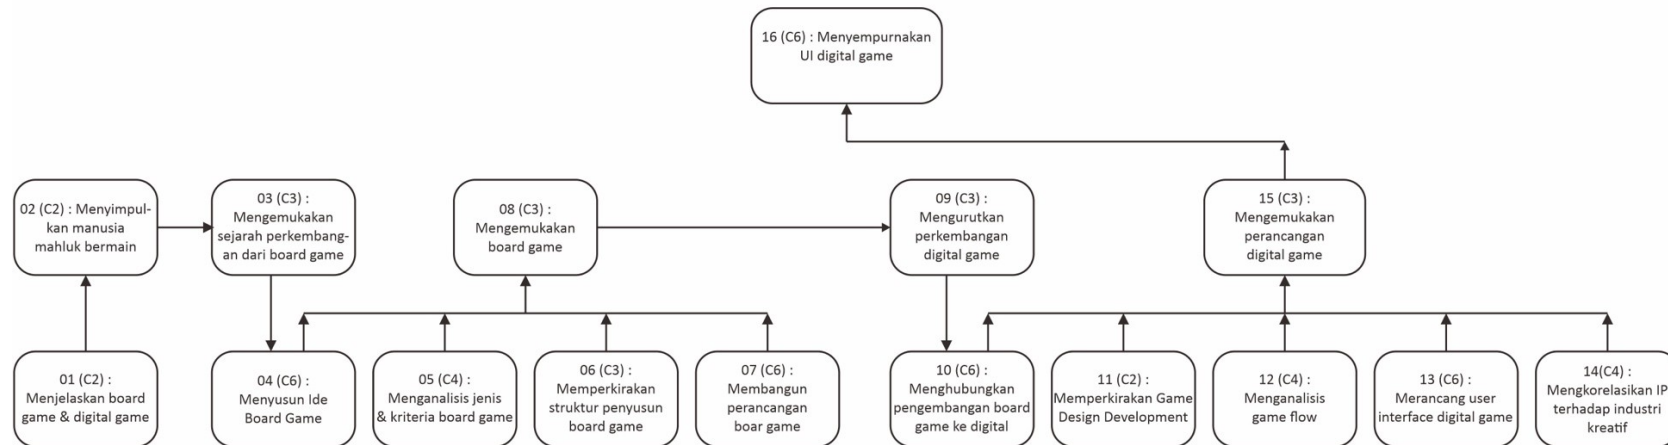 16 (C6) : Menyempurnakan
UI digital game
02 (C2) : Menyimpul-
kan manusia
mahluk bermain
03 (C3) :
Mengemukakan
sejarah perkembang-
an dari board game
08 (C3) :
Mengemukakan
board game
09 (C3) :
Mengurutkan
perkembangan
digital game
15 (C3) :
Mengemukakan
perancangan
digital game
01 (C2) :
Menjelaskan board
game & digital game
04 (C6) :
Menyusun Ide
Board Game
05 (C4) :
Menganalisis jenis
& kriteria board game
06 (C3) :
Memperkirakan
struktur penyusun
board game
07 (C6) :
Membangun
perancangan
boar game
10 (C6) :
Menghubungkan
pengembangan board
game ke digital
11 (C2) :
Memperkirakan Game
Design Development
12 (C4) :
Menganalisis
game flow
13 (C6) :
Merancang user
interface digital game
14(C4) :
Mengkorelasikan IP
terhadap industri
kreatif